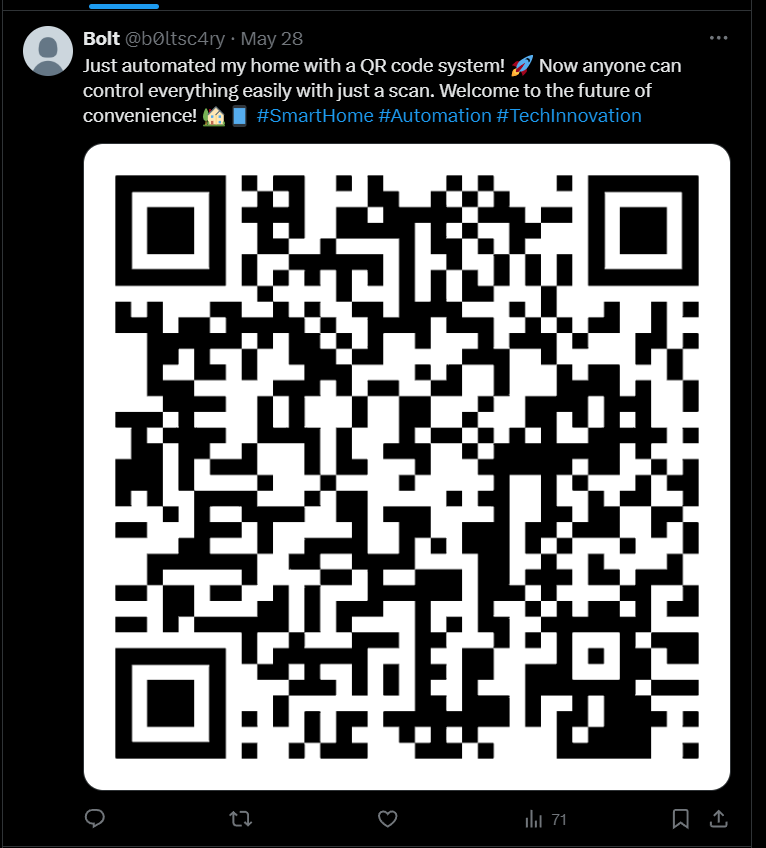 Bolt @b0ltsc4ry · May 28
Just automated my home with a QR code system! 🚀 Now anyone can
control everything easily with just a scan. Welcome to the future of
convenience! 🏡 📱 #SmartHome #Automation #TechInnovation
71